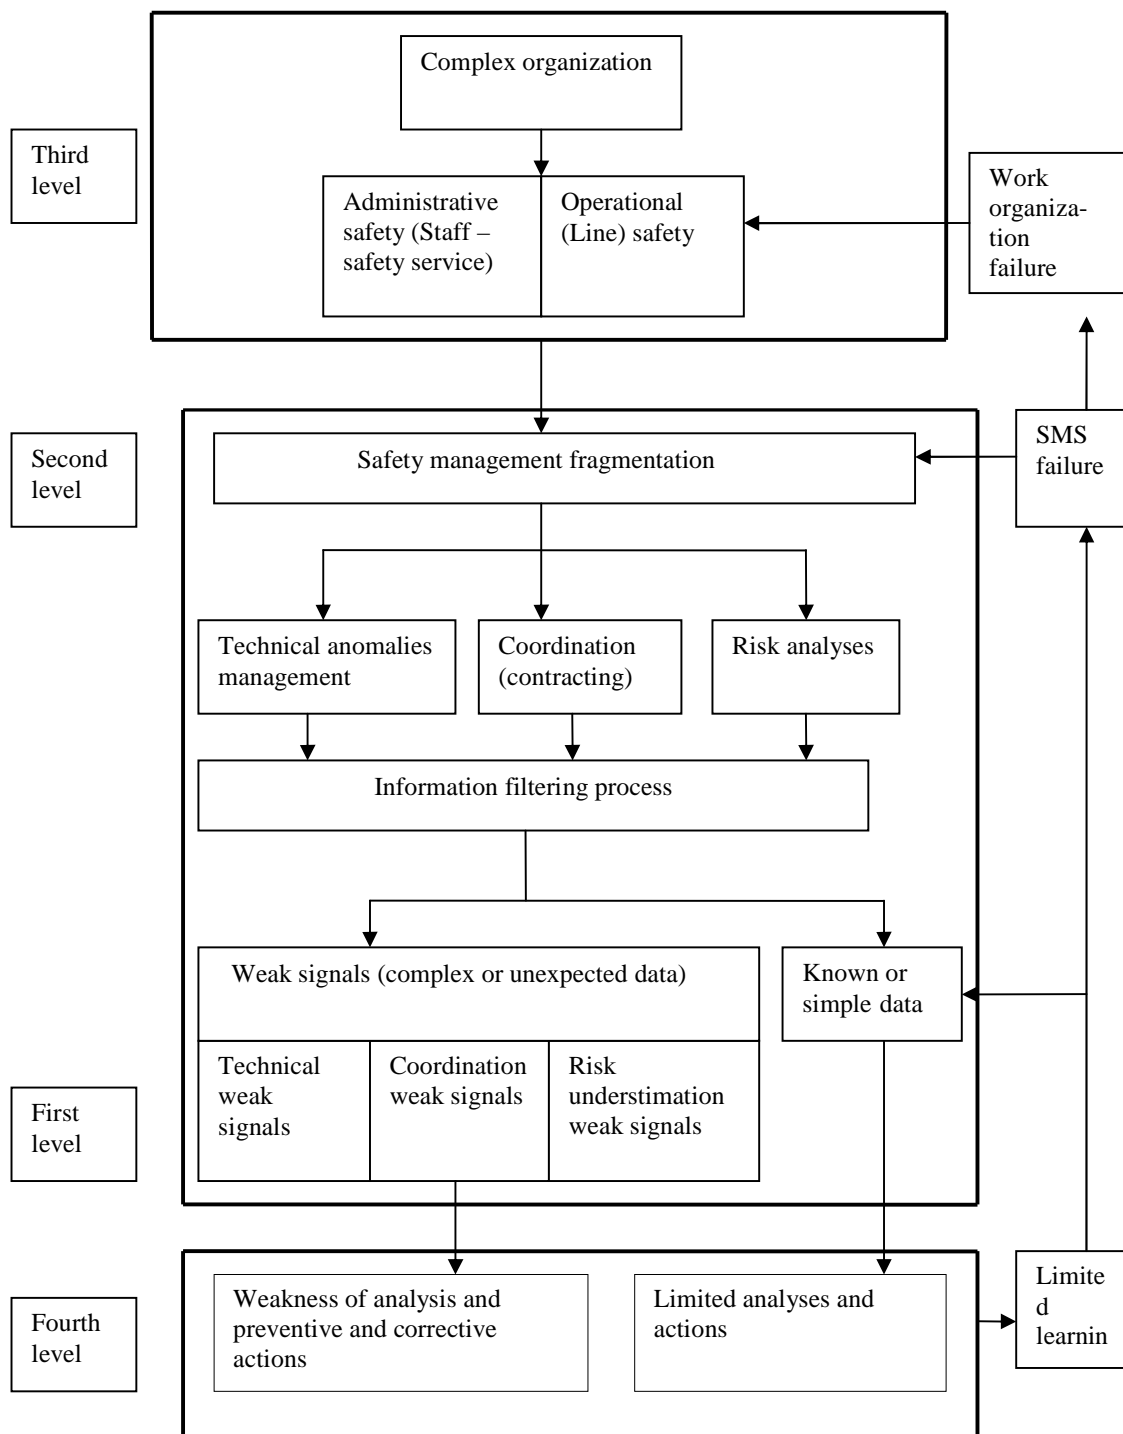 Complex organization
Third
level
Administrative
safety (Staff –
safety service)
Operational
(Line) safety
Work
organiza-
tion
failure
Second
level
Safety management fragmentation
SMS
failure
Technical anomalies
management
Coordination
(contracting)
Risk analyses
Information filtering process
Weak signals (complex or unexpected data)
Known or
simple data
First
level
Technical
weak
signals
Coordination
weak signals
Risk
understimation
weak signals
Fourth
level
Weakness of analysis and
preventive and corrective
actions
Limited analyses and
actions
Limite
d
learnin